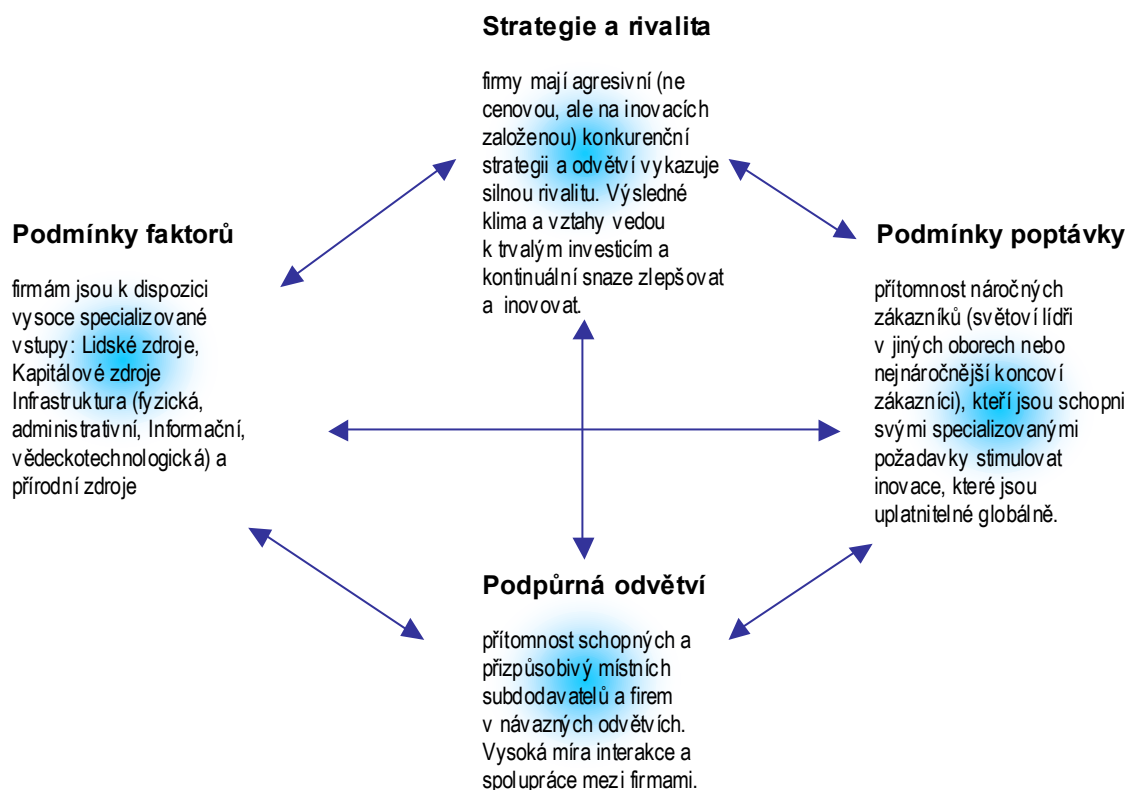 Strategie a rivalita
firmy mají agresivní (ne
cenovou, ale na inovacích
založenou) konkurenční
strategii a odvětví vykazuje
silnou rivalitu. Výsledné
klima a vztahy vedou
k trvalým investicím a
kontinuální snaze zlepšovat
a inovovat.
Podmínky faktorů
firmám jsou k dispozici
vysoce specializované
vstupy: Lidské zdroje,
Kapitálové zdroje
Infrastruktura (fyzická,
administrativní, Informační,
vědeckotechnologická) a
přírodní zdroje
Podmínky poptávky
přítomnost náročných
zákazníků (světoví lídři
v jiných oborech nebo
nejnáročnější koncoví
zákazníci), kteří jsou schopni
svými specializovanými
požadavky stimulovat
inovace, které jsou
uplatnitelné globálně.
Podpůrná odvětví
přítomnost schopných a
přizpůsobivý místních
subdodavatelů a firem
v návazných odvětvích.
Vysoká míra interakce a
spolupráce mezi firmami.